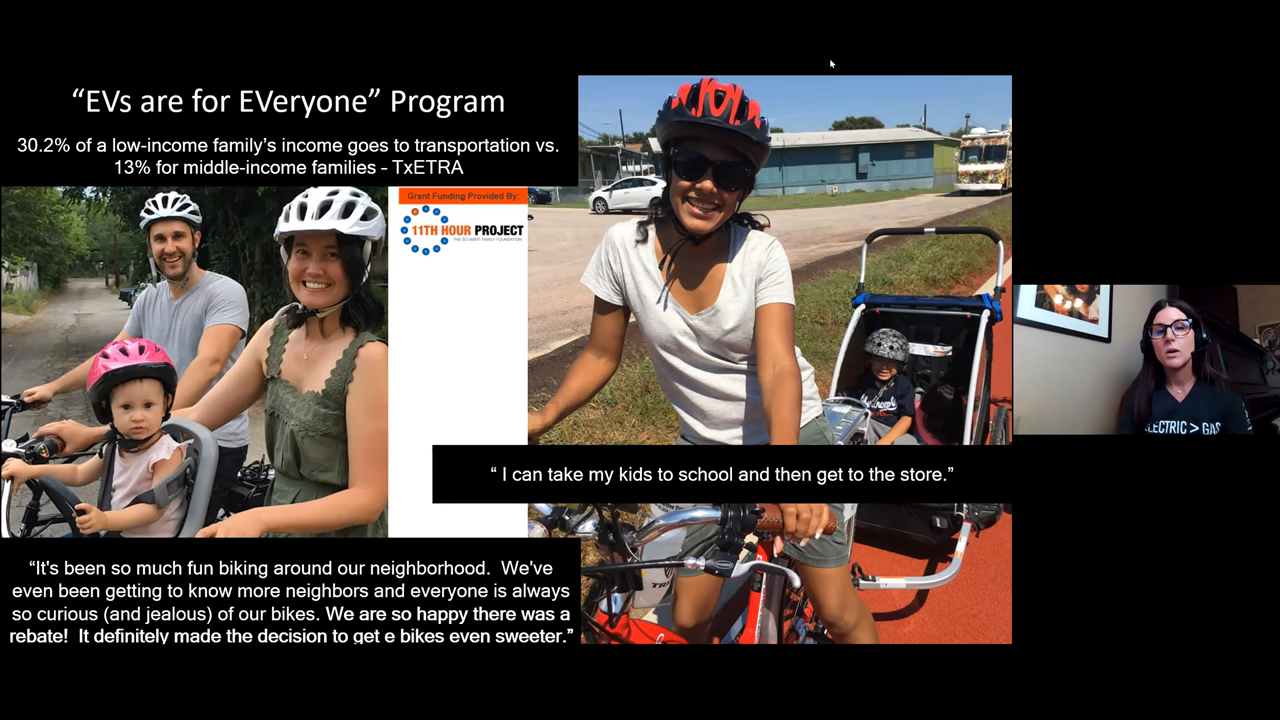 “EVs are for EVeryone” Program
30.2% of a low-income family’s income goes to transportation vs.
13% for middle-income families - TxETRA
Grant Funding Provided By:
11TH HOUR PROJECT
THE SCHMIDT FAMILY FOUNDATION
“ I can take my kids to school and then get to the store.”
“It's been so much fun biking around our neighborhood. We've
even been getting to know more neighbors and everyone is always
so curious (and jealous) of our bikes. We are so happy there was a
rebate! It definitely made the decision to get e bikes even sweeter.”
ELECTRIC > GAS